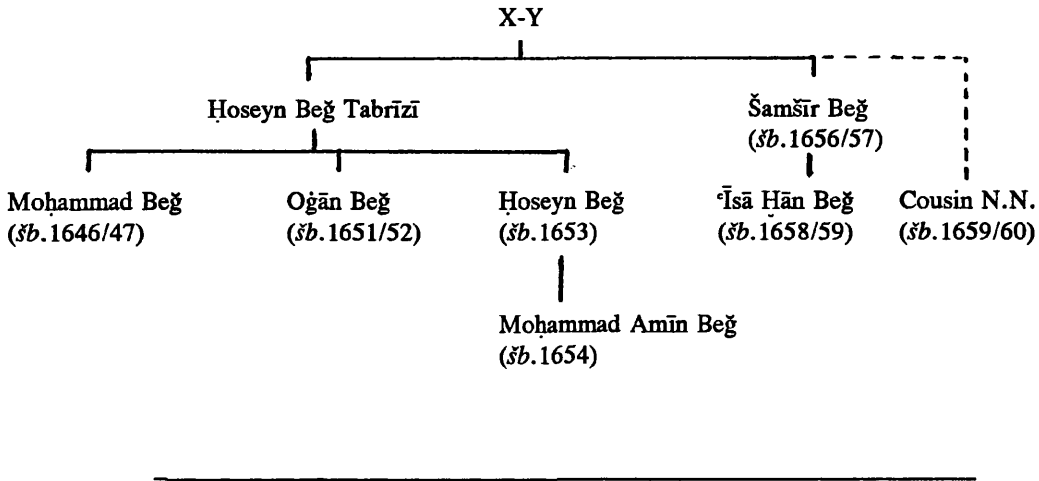 X-Y
Ḥoseyn Beğ Tabrīzī
Šamšīr Beğ
(šb.1656/57)
Moḥammad Beğ
(šb.1646/47)
Oġān Beğ
(šb.1651/52)
Ḥoseyn Beğ
(šb.1653)
ʿĪsā Ḫān Beğ
(šb.1658/59)
Cousin N.N.
(šb.1659/60)
Moḥammad Amīn Beğ
(šb.1654)